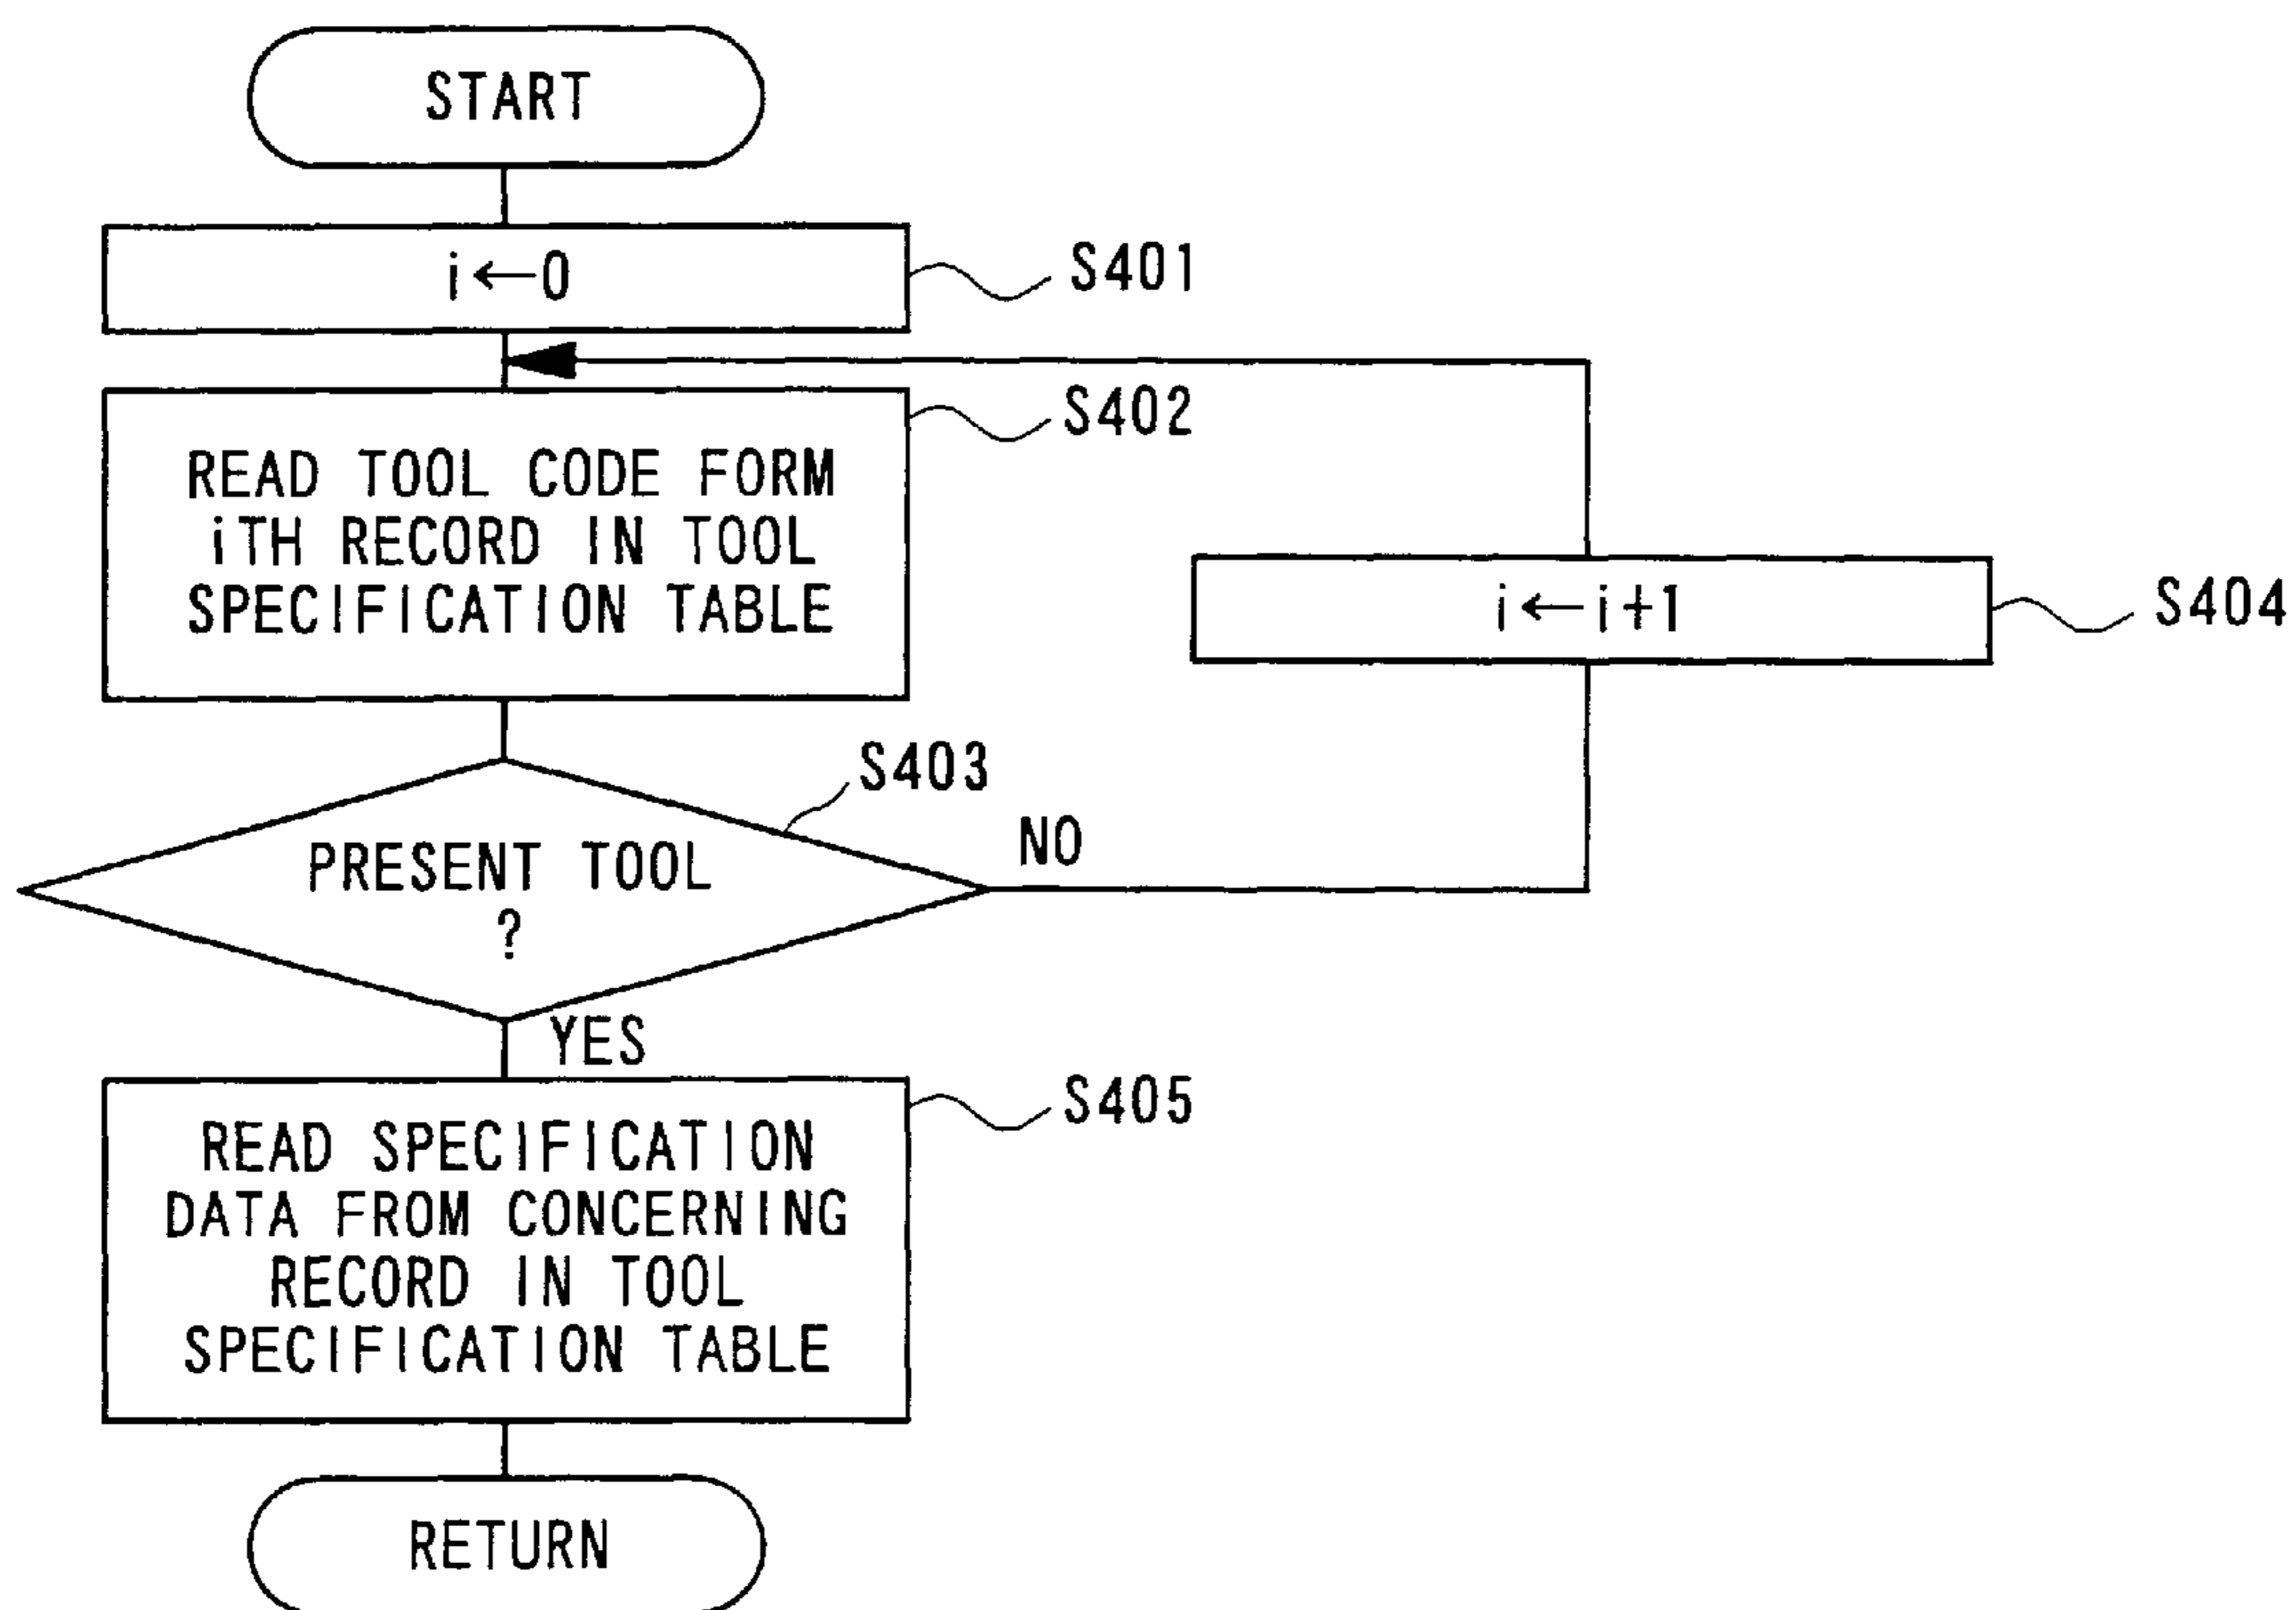 START
i←0
S401
S402
READ TOOL CODE FORM
iTH RECORD IN TOOL
SPECIFICATION TABLE
i←i+1
S404
S403
PRESENT TOOL
?
NO
YES
S405
READ SPECIFICATION
DATA FROM CONCERNING
RECORD IN TOOL
SPECIFICATION TABLE
RETURN